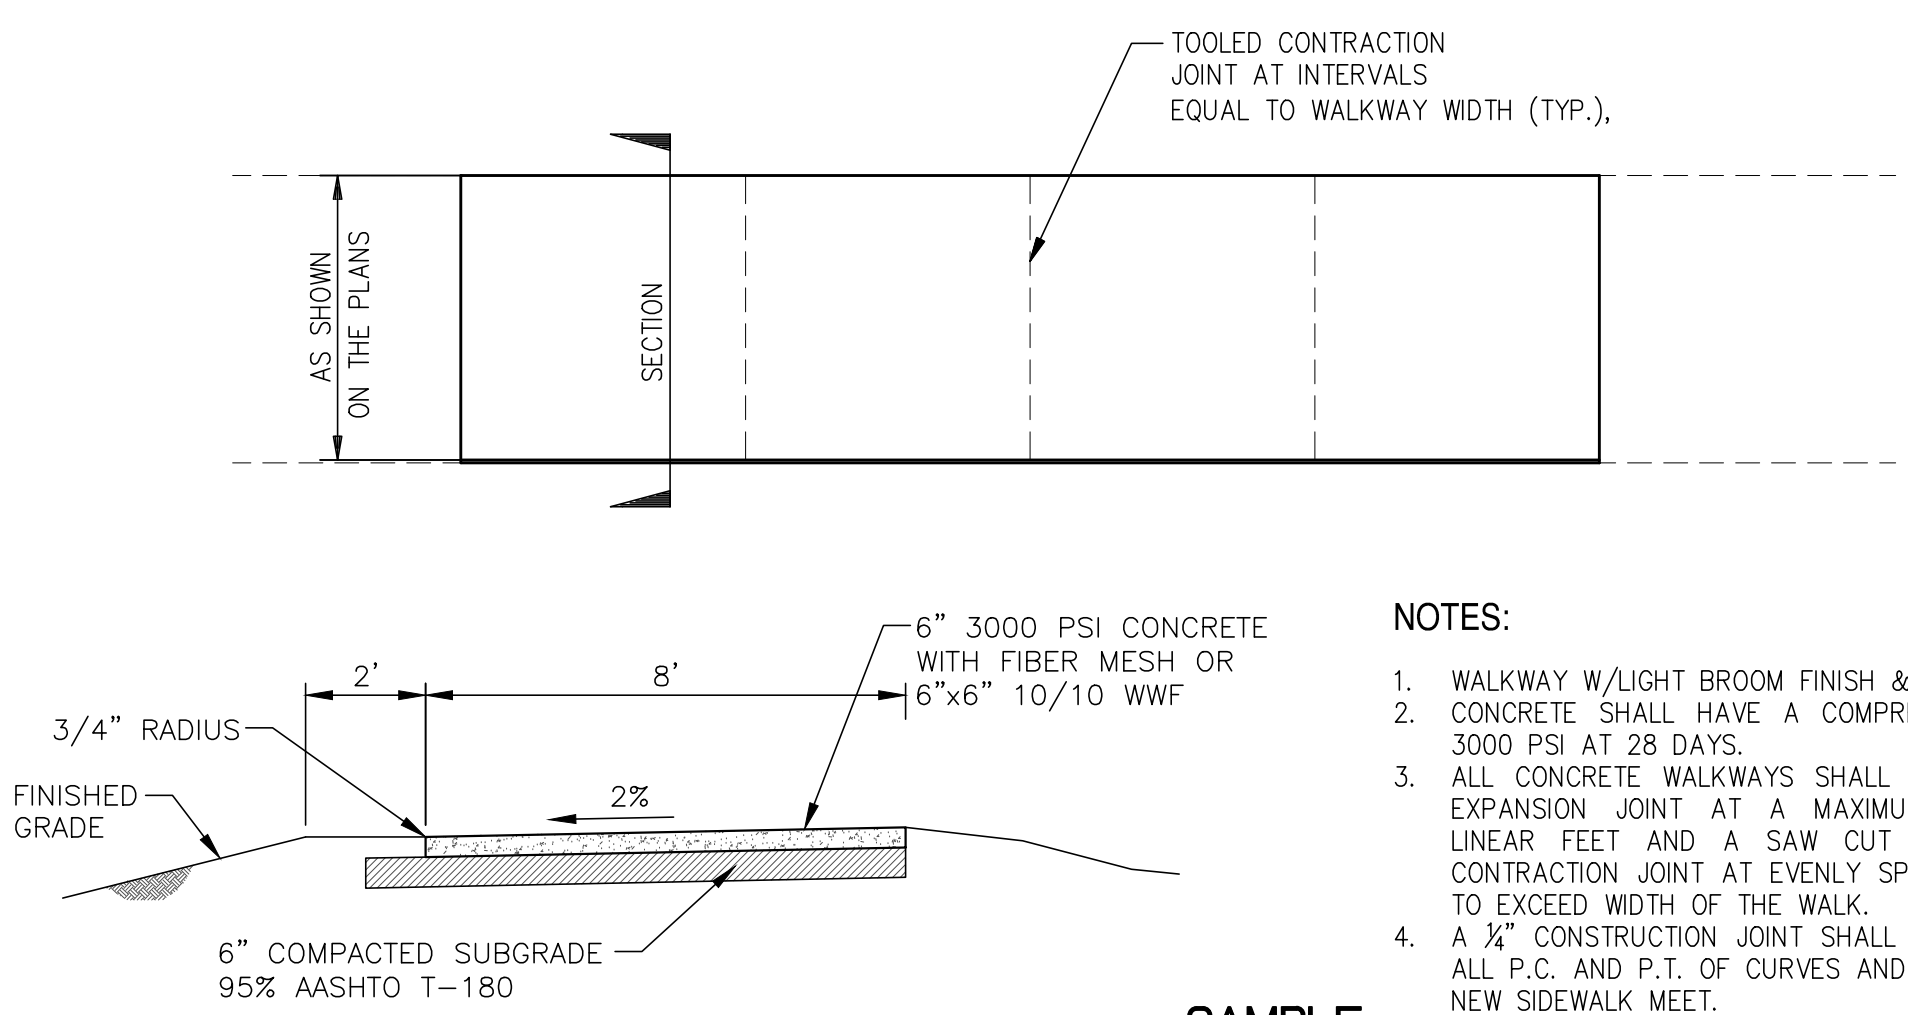 TOOLED CONTRACTION
JOINT AT INTERVALS
EQUAL TO WALKWAY WIDTH (TYP.),
AS SHOWN
ON THE PLANS
SECTION
6” 3000 PSI CONCRETE
WITH FIBER MESH OR
6”x6” 10/10 WWF
2’
8’
3/4” RADIUS
FINISHED
GRADE
2%
6” COMPACTED SUBGRADE
95% AASHTO T-180
NOTES:
1. WALKWAY W/LIGHT BROOM FINISH &
2. CONCRETE SHALL HAVE A COMPR
3000 PSI AT 28 DAYS.
3. ALL CONCRETE WALKWAYS SHALL
EXPANSION JOINT AT A MAXIMU
LINEAR FEET AND A SAW CUT
CONTRACTION JOINT AT EVENLY SP
TO EXCEED WIDTH OF THE WALK.
4. A ¼” CONSTRUCTION JOINT SHALL
ALL P.C. AND P.T. OF CURVES AND
NEW SIDEWALK MEET.
SAMPLE